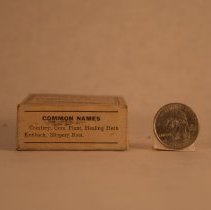 COMMON NAMES
Comfrey, Gum Plant, Healing Herb
Knitback, Slippery Root.